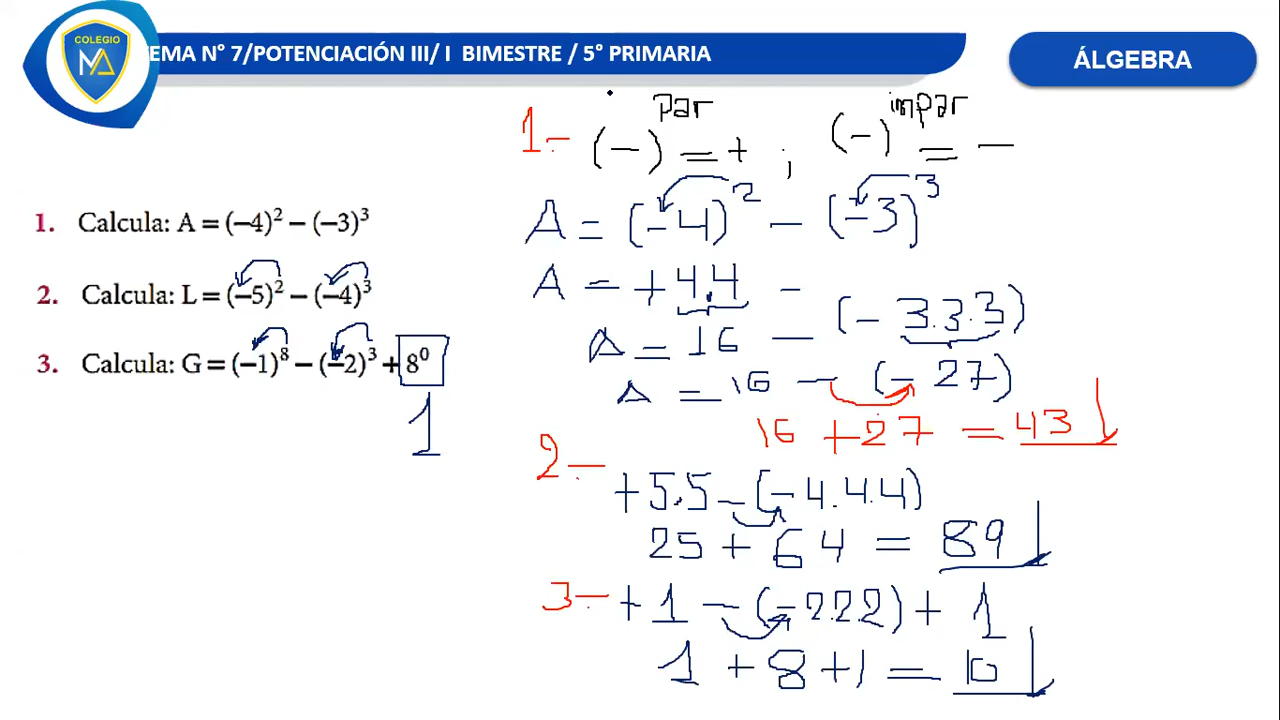 COLEGIO
MA
TEMA N° 7/POTENCIACIÓN III/ I BIMESTRE / 5° PRIMARIA
ÁLGEBRA
1. Calcula: A = (–4)² – (–3)³
2. Calcula: L = (–5)² – (–4)³
3. Calcula: G = (–1)⁸ – (–2)³ + 8⁰
1
1- (-)^par = + ; (-)^impar = -
A = (-4)² - (-3)³
A = +4.4 - (-3.3.3)
A = 16 - (-27)
A = 16 - (-27)
16 + 27 = 43
2- +5.5 - (-4.4.4)
25 + 64 = 89
3- +1 - (-2.2.2) + 1
1 + 8 + 1 = 10